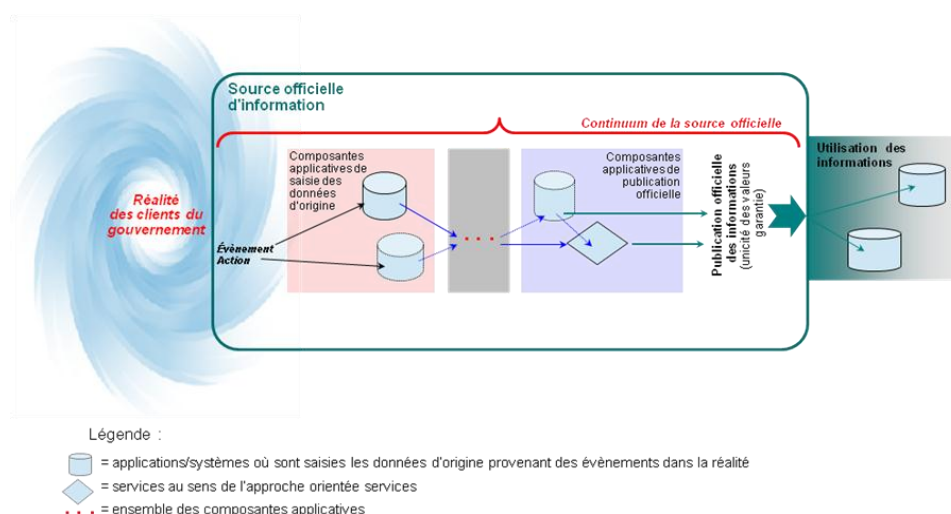 Source officielle
d'information
Continuum de la source officielle
Utilisation des
informations
Composantes
applicatives de
saisie des
données
d'origine
Composantes
applicatives de
publication
officielle
Réalité
des clients du
gouvernement
Évènement
Action
. . . .
Publication officielle
des informations
(unicité des valeurs
garantie)
Légende :
= applications/systèmes où sont saisies les données d'origine provenant des évènements dans la réalité
= services au sens de l'approche orientée services
. . . = ensemble des composantes applicatives